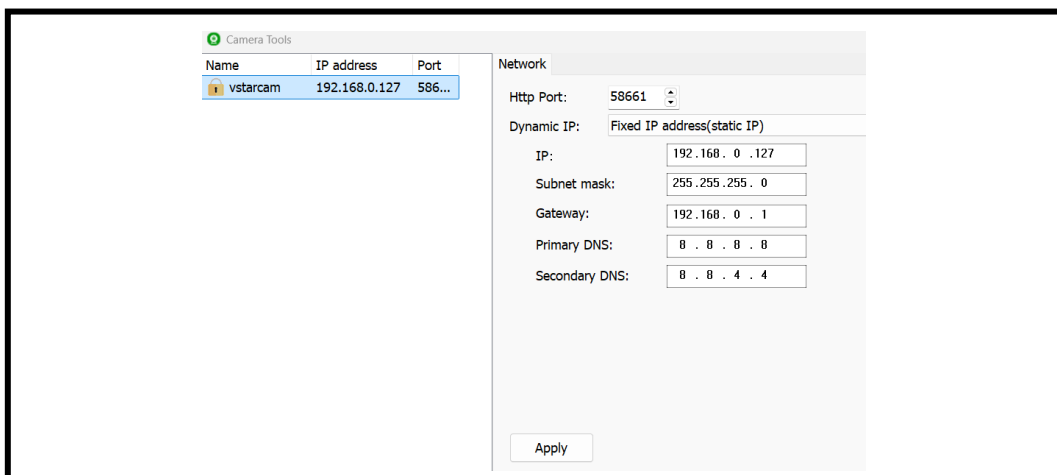 Camera Tools
Name IP address Port
vstarcam 192.168.0.127 586...
Network
Http Port: 58661
Dynamic IP: Fixed IP address(static IP)
IP: 192.168. 0 .127
Subnet mask: 255.255.255. 0
Gateway: 192.168. 0 . 1
Primary DNS: 8 . 8 . 8 . 8
Secondary DNS: 8 . 8 . 4 . 4
Apply